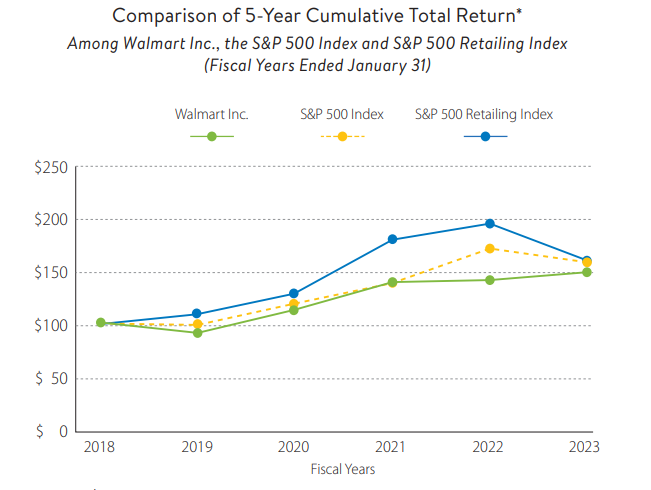 Comparison of 5-Year Cumulative Total Return*
Among Walmart Inc., the S&P 500 Index and S&P 500 Retailing Index
(Fiscal Years Ended January 31)
Walmart Inc. S&P 500 Index S&P 500 Retailing Index
$250
$200
$150
$100
$ 50
$ 0
2018 2019 2020 2021 2022 2023
Fiscal Years